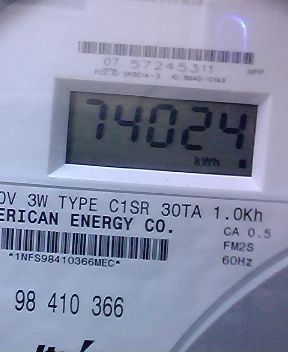 07 57245311
74024
kWh
0V 3W TYPE C1SR 30TA 1.0Kh
ERICAN ENERGY CO.
CA 0.5
FM2S
*1NFS98410366MEC*
60Hz
98 410 366